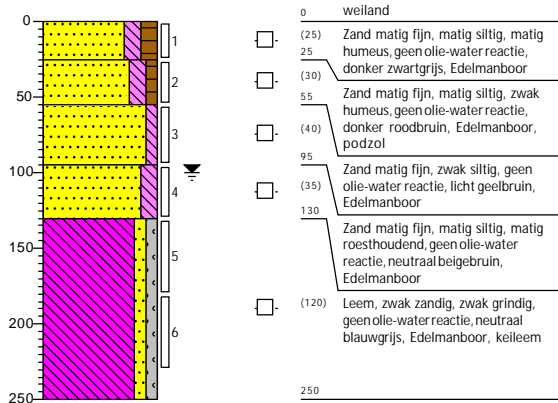 0
50
100
150
200
250
1
2
3
4
5
6
0 weiland
(25) Zand matig fijn, matig siltig, matig
25 humeus, geen olie-water reactie,
donker zwartgrijs, Edelmanboor
(30)
55 Zand matig fijn, matig siltig, zwak
humeus, geen olie-water reactie,
(40) donker roodbruin, Edelmanboor,
podzol
95
Zand matig fijn, zwak siltig, geen
(35) olie-water reactie, licht geelbruin,
Edelmanboor
130
Zand matig fijn, matig siltig, matig
roesthoudend, geen olie-water
reactie, neutraal beigebruin,
Edelmanboor
(120) Leem, zwak zandig, zwak grindig,
geen olie-water reactie, neutraal
blauwgrijs, Edelmanboor, keileem
250